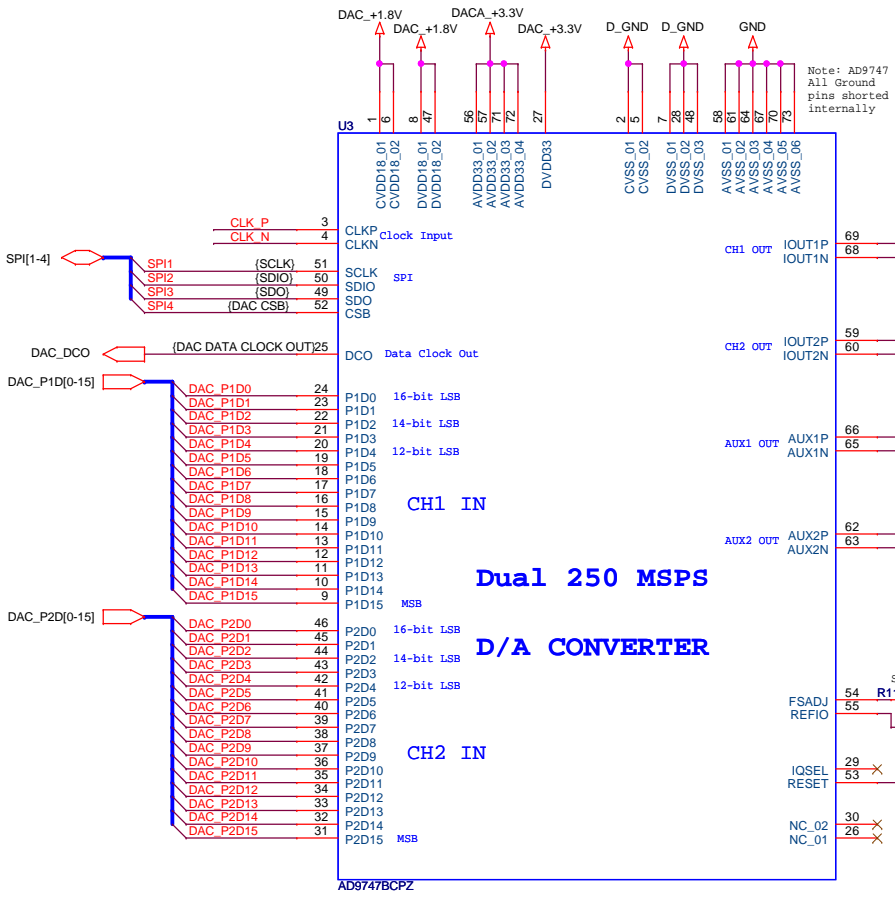 DAC_+1.8V
DAC_+1.8V
DACA_+3.3V
DAC_+3.3V
D_GND
D_GND
GND
Note: AD9747
All Ground
pins shorted
internally
U3
1
6
8
47
56
57
71
72
27
2
5
7
28
48
58
61
64
67
70
73
CVDD18_01
CVDD18_02
DVDD18_01
DVDD18_02
AVDD33_01
AVDD33_02
AVDD33_03
AVDD33_04
DVDD33
CVSS_01
CVSS_02
DVSS_01
DVSS_02
DVSS_03
AVSS_01
AVSS_02
AVSS_03
AVSS_04
AVSS_05
AVSS_06
CLK_P 3 CLKP
Clock Input
CLK_N 4 CLKN
SPI[1-4]
SPI1 {SCLK} 51 SCLK
SPI2 {SDIO} 50 SDIO
SPI
SPI3 {SDO} 49 SDO
SPI4 {DAC CSB} 52 CSB
DAC_DCO {DAC DATA CLOCK OUT} 25 DCO Data Clock Out
DAC_P1D[0-15]
DAC_P1D0 24 P1D0 16-bit LSB
DAC_P1D1 23 P1D1
DAC_P1D2 22 P1D2 14-bit LSB
DAC_P1D3 21 P1D3
DAC_P1D4 20 P1D4 12-bit LSB
DAC_P1D5 19 P1D5
DAC_P1D6 18 P1D6
DAC_P1D7 17 P1D7
DAC_P1D8 16 P1D8
CH1 IN
DAC_P1D9 15 P1D9
DAC_P1D10 14 P1D10
DAC_P1D11 13 P1D11
DAC_P1D12 12 P1D12
DAC_P1D13 11 P1D13
DAC_P1D14 10 P1D14
DAC_P1D15 9 P1D15 MSB
Dual 250 MSPS
D/A CONVERTER
DAC_P2D[0-15]
DAC_P2D0 46 P2D0 16-bit LSB
DAC_P2D1 45 P2D1
DAC_P2D2 44 P2D2 14-bit LSB
DAC_P2D3 43 P2D3
DAC_P2D4 42 P2D4 12-bit LSB
DAC_P2D5 41 P2D5
DAC_P2D6 40 P2D6
DAC_P2D7 39 P2D7
DAC_P2D8 38 P2D8
DAC_P2D9 37 P2D9
CH2 IN
DAC_P2D10 36 P2D10
DAC_P2D11 35 P2D11
DAC_P2D12 34 P2D12
DAC_P2D13 33 P2D13
DAC_P2D14 32 P2D14
DAC_P2D15 31 P2D15 MSB
CH1 OUT IOUT1P 69
IOUT1N 68
CH2 OUT IOUT2P 59
IOUT2N 60
AUX1 OUT AUX1P 66
AUX1N 65
AUX2 OUT AUX2P 62
AUX2N 63
FSADJ 54
REFIO 55
IQSEL 29
RESET 53
NC_02 30
NC_01 26
AD9747BCPZ